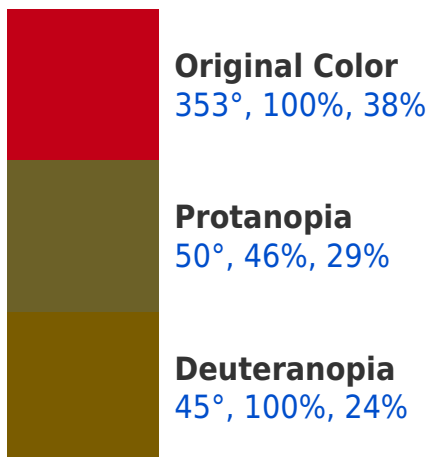 Original Color
353°, 100%, 38%
Protanopia
50°, 46%, 29%
Deuteranopia
45°, 100%, 24%